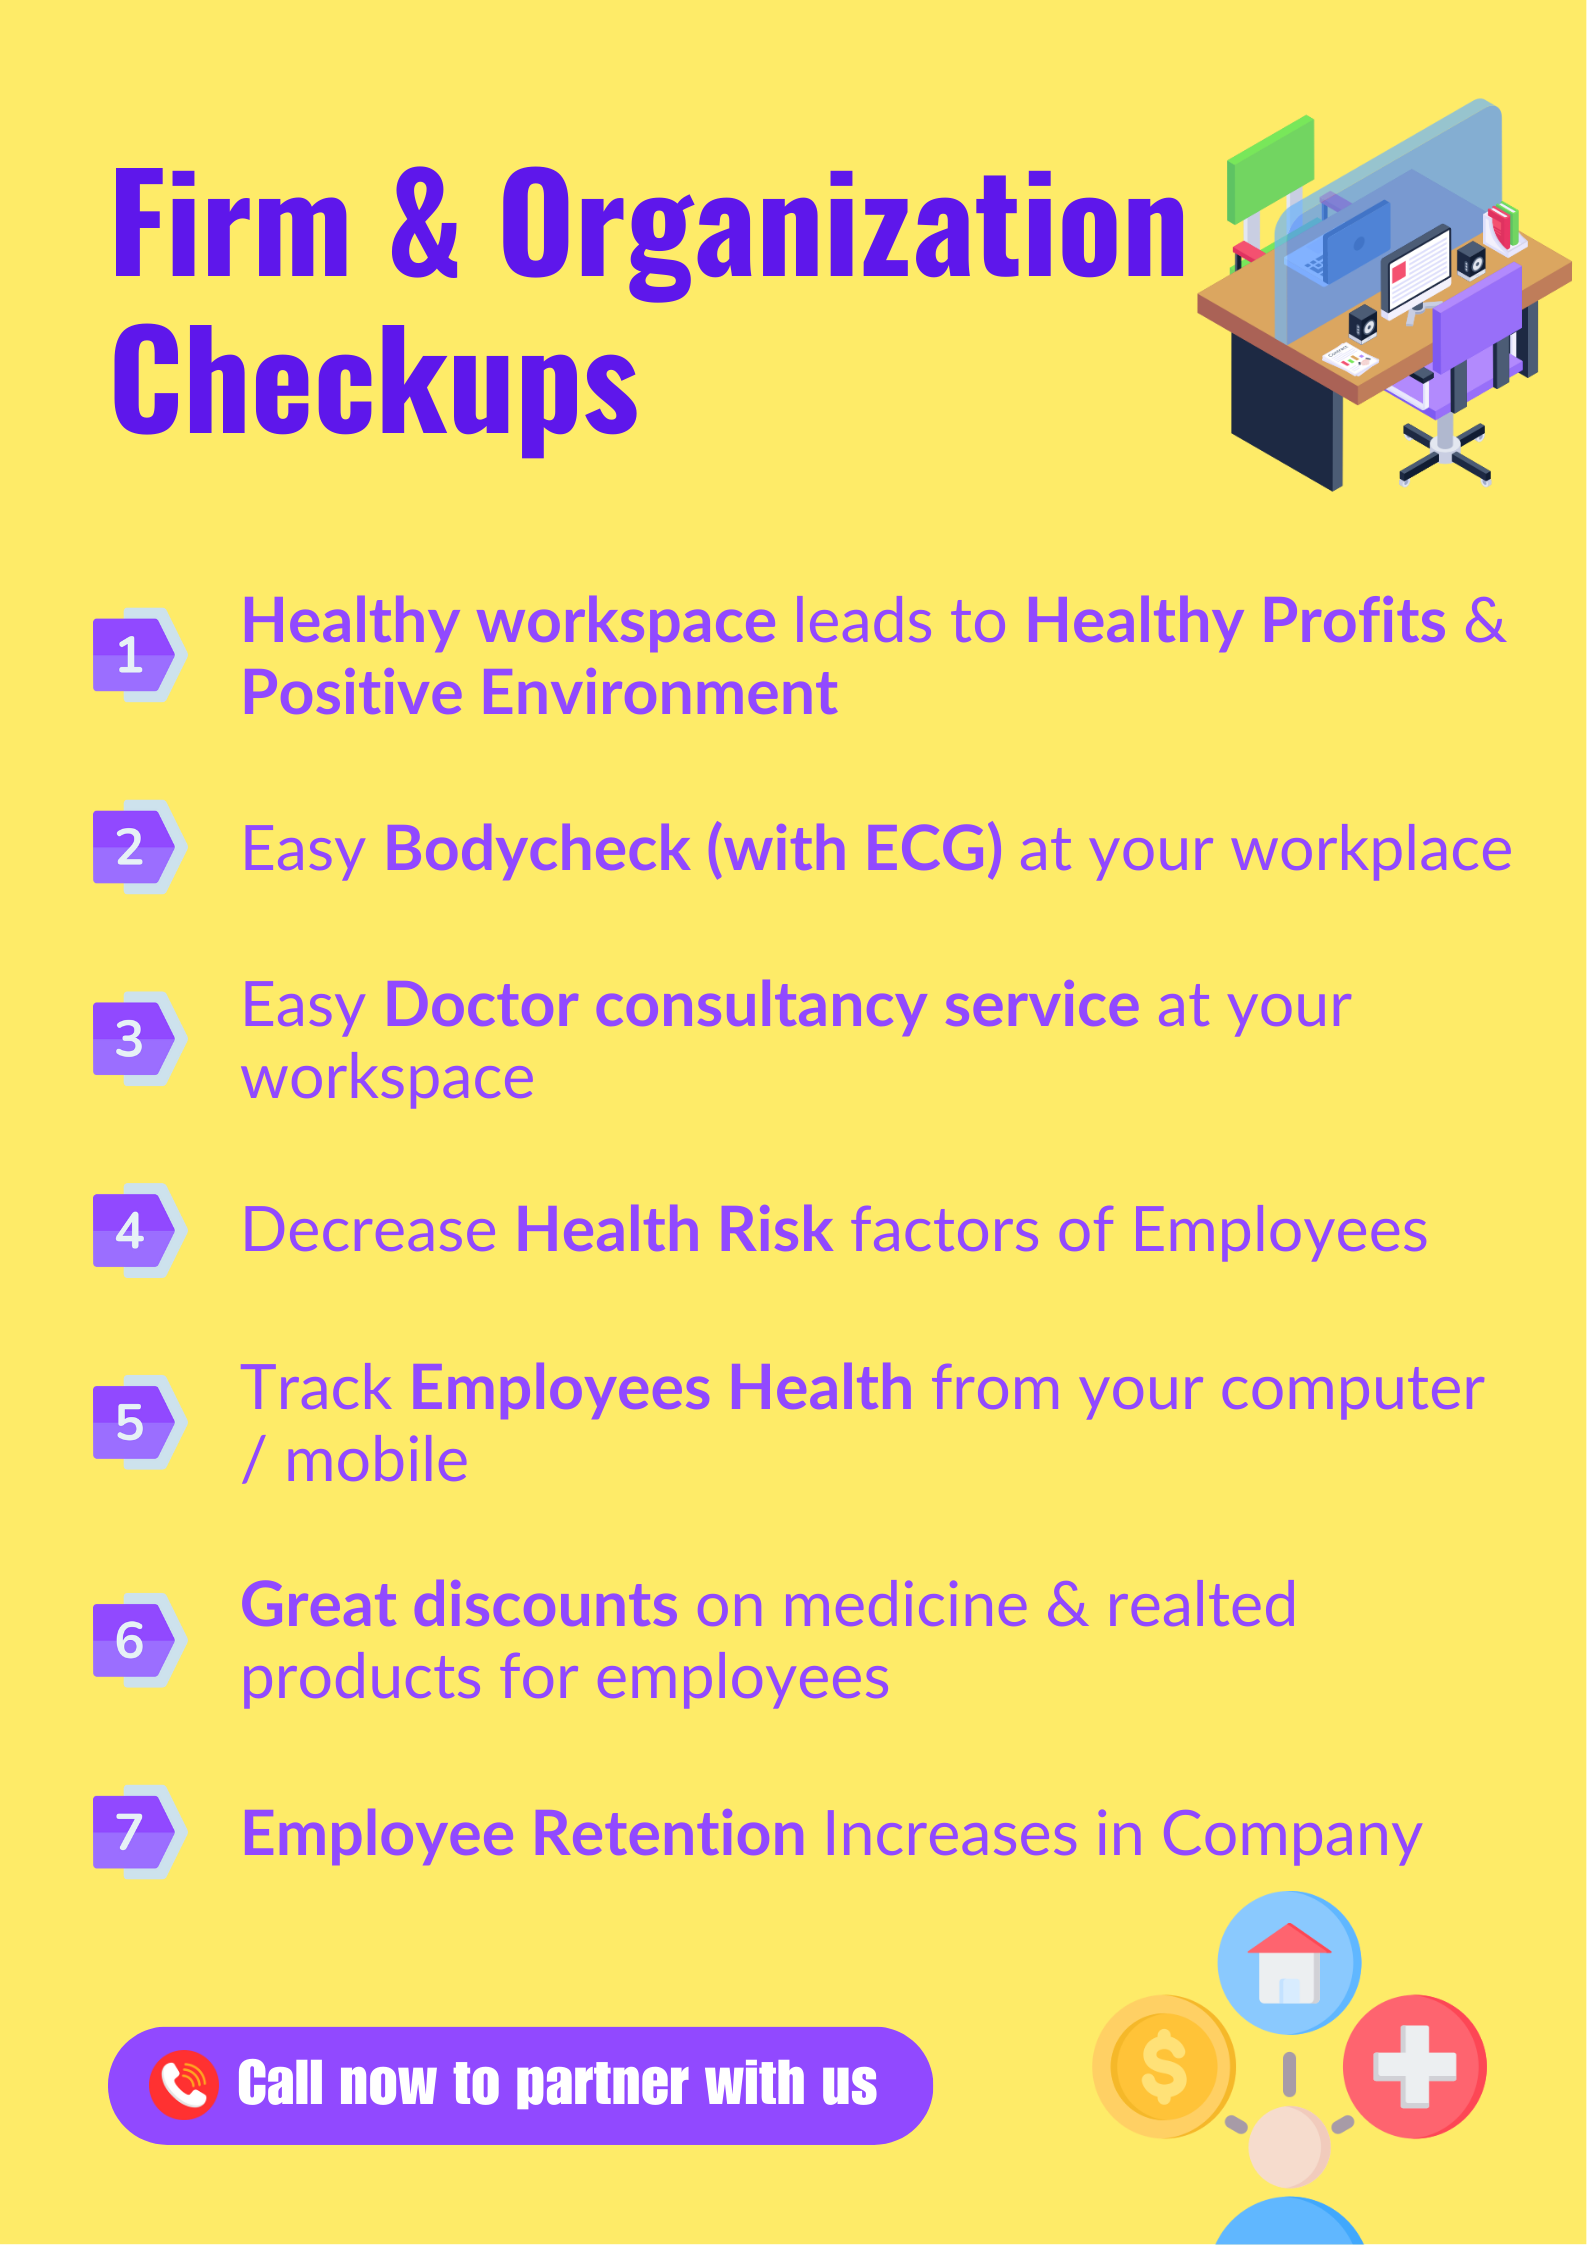 Firm & Organization
Checkups
1
Healthy workspace leads to Healthy Profits &
Positive Environment
2
Easy Bodycheck (with ECG) at your workplace
3
Easy Doctor consultancy service at your
workspace
4
Decrease Health Risk factors of Employees
5
Track Employees Health from your computer
/ mobile
6
Great discounts on medicine & realted
products for employees
7
Employee Retention Increases in Company
Call now to partner with us
$